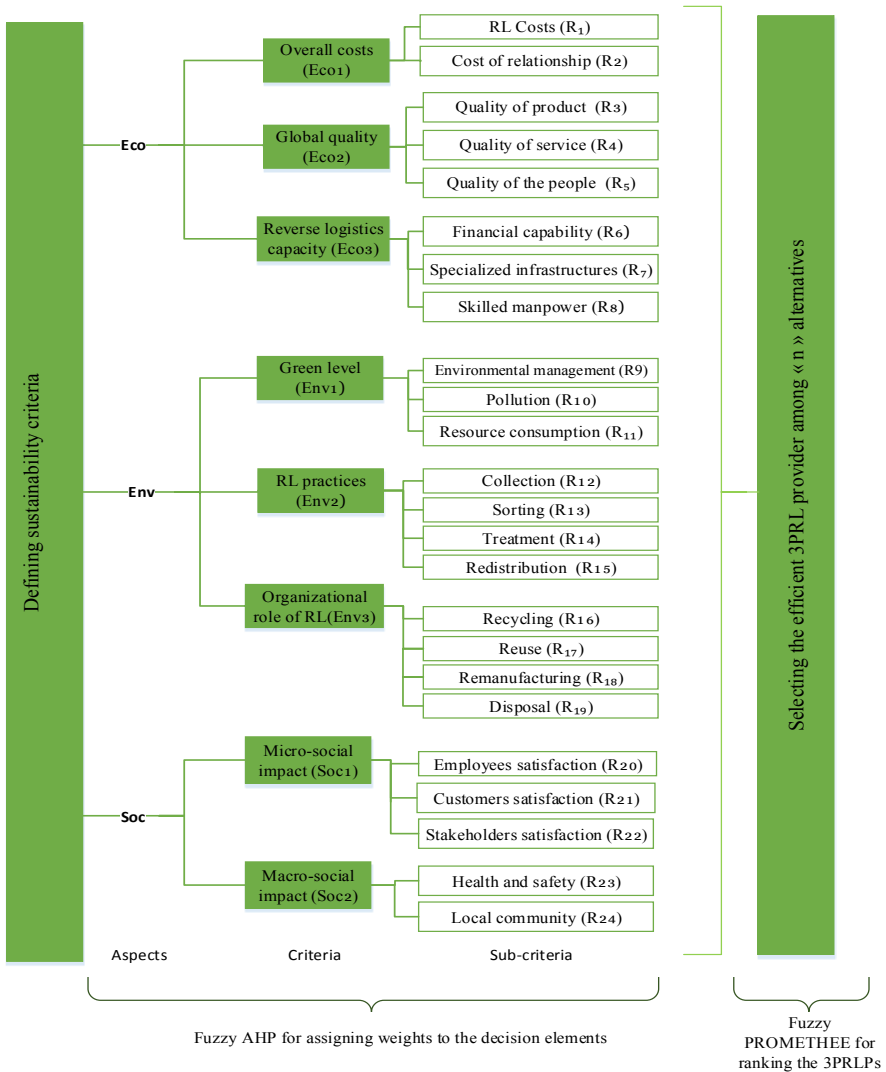 Defining sustainability criteria
Eco
Overall costs
(Eco1)
RL Costs (R₁)
Cost of relationship (R2)
Global quality
(Eco2)
Quality of product  (R3)
Quality of service (R4)
Quality of the people  (R₅)
Reverse logistics
capacity (Eco3)
Financial capability (R₆)
Specialized infrastructures (R₇)
Skilled manpower (R8)
Env
Green level
(Env1)
Environmental management (R9)
Pollution (R10)
Resource consumption (R₁₁)
RL practices
(Env2)
Collection (R12)
Sorting (R13)
Treatment (R14)
Redistribution  (R15)
Organizational
role of RL(Env3)
Recycling (R16)
Reuse (R₁₇)
Remanufacturing (R₁₈)
Disposal (R₁₉)
Soc
Micro-social
impact (Soc1)
Employees satisfaction (R20)
Customers satisfaction (R21)
Stakeholders satisfaction (R22)
Macro-social
impact (Soc2)
Health and safety (R23)
Local community (R24)
Aspects
Criteria
Sub-criteria
Selecting the efficient 3PRL provider among « n » alternatives
Fuzzy AHP for assigning weights to the decision elements
Fuzzy
PROMETHEE for
ranking the 3PRLPs